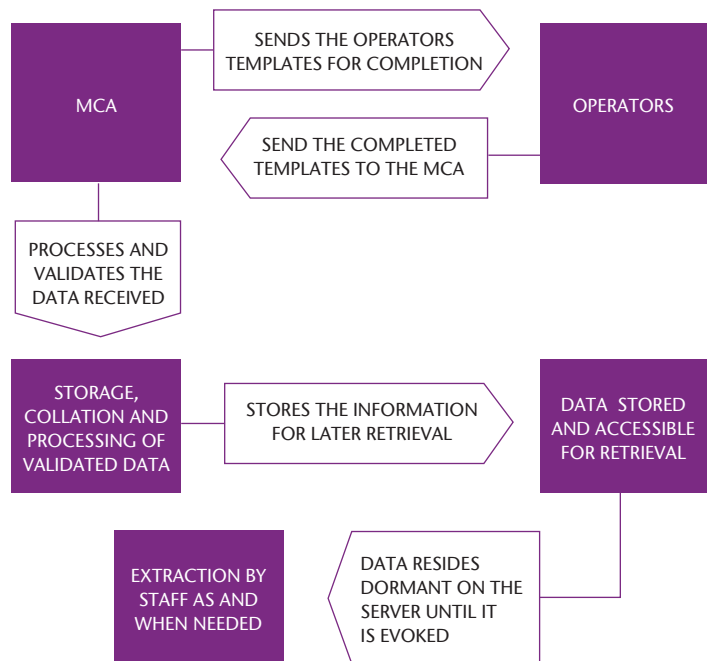 MCA
SENDS THE OPERATORS
TEMPLATES FOR COMPLETION
OPERATORS
SEND THE COMPLETED
TEMPLATES TO THE MCA
PROCESSES AND
VALIDATES THE
DATA RECEIVED
STORAGE,
COLLATION AND
PROCESSING OF
VALIDATED DATA
STORES THE INFORMATION
FOR LATER RETRIEVAL
DATA STORED
AND ACCESSIBLE
FOR RETRIEVAL
DATA RESIDES
DORMANT ON THE
SERVER UNTIL IT
IS EVOKED
EXTRACTION BY
STAFF AS AND
WHEN NEEDED